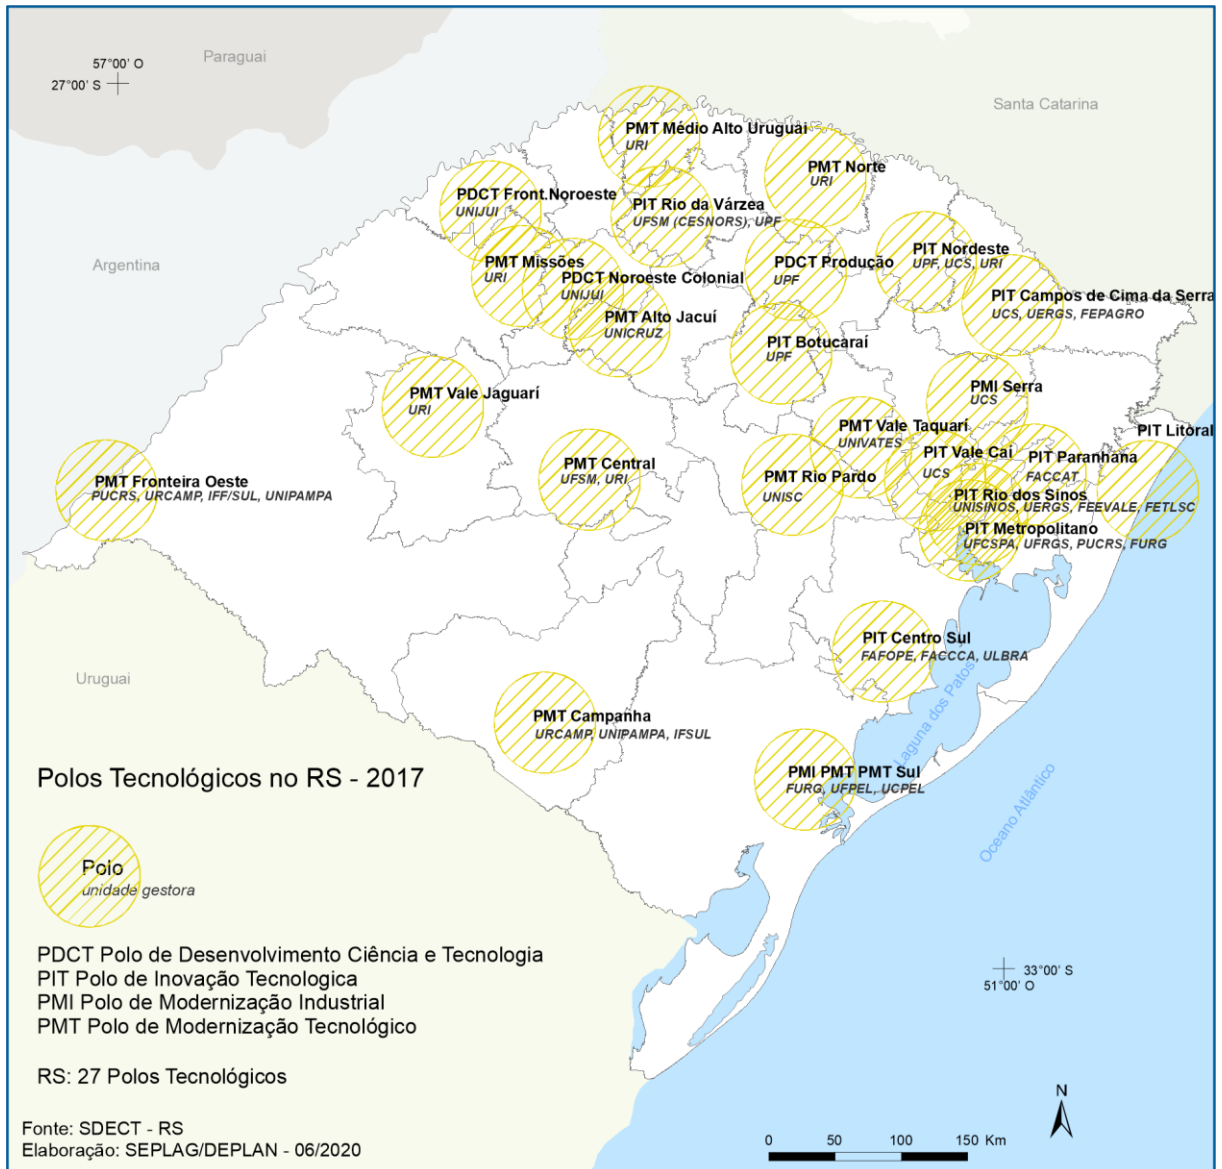 Paraguai
57°00' O
27°00' S
Santa Catarina
PMT Médio Alto Uruguai
URI
PMT Norte
URI
PDCT Front.Noroeste
UNIJUI
PIT Rio da Várzea
UFSM (CESNORS), UPF
Argentina
PMT Missões
URI
PDCT Noroeste Colonial
UNIJUI
PDCT Produção
UPF
PIT Nordeste
UPF, UCS, URI
PIT Campos de Cima da Serra
UCS, UERGS, FEPAGRO
PMT Alto Jacuí
UNICRUZ
PIT Botucaraí
UPF
PMT Vale Jaguarí
URI
PMI Serra
UCS
PMT Vale Taquarí
UNIVATES
PIT Litoral
PIT Vale Caí
UCS
PIT Paranhana
FACCAT
PMT Central
UFSM, URI
PMT Rio Pardo
UNISC
PMT Fronteira Oeste
PUCRS, URCAMP, IFF/SUL, UNIPAMPA
PIT Rio dos Sinos
UNISINOS, UERGS, FEEVALE, FETLSC
PIT Metropolitano
UFCSPA, UFRGS, PUCRS, FURG
PIT Centro Sul
FAFOPE, FACCCA, ULBRA
Uruguai
Laguna dos Patos
PMT Campanha
URCAMP, UNIPAMPA, IFSUL
PMI PMT PMT Sul
FURG, UFPEL, UCPEL
Oceano Atlântico
Polos Tecnológicos no RS - 2017
Polo
unidade gestora
PDCT Polo de Desenvolvimento Ciência e Tecnologia
PIT Polo de Inovação Tecnologica
PMI Polo de Modernização Industrial
PMT Polo de Modernização Tecnológico
33°00' S
51°00' O
RS: 27 Polos Tecnológicos
Fonte: SDECT - RS
Elaboração: SEPLAG/DEPLAN - 06/2020
N
0 50 100 150 Km